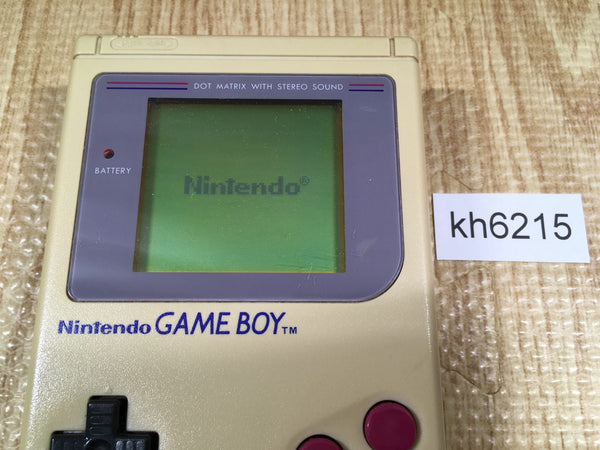 DOT MATRIX WITH STEREO SOUND
BATTERY
Nintendo®
kh6215
Nintendo GAME BOY™